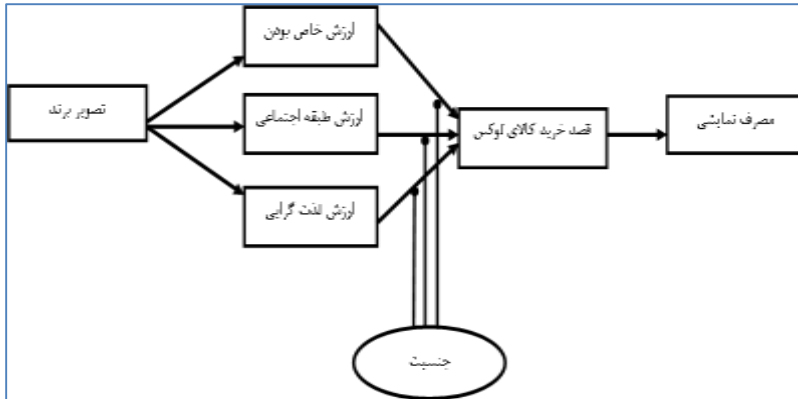 ارزش خاص بودن
تصویر برند
ارزش طبقه اجتماعی
قصد خرید کالای لوکس
مصرف نمایشی
ارزش لذت گرایی
جنسیت